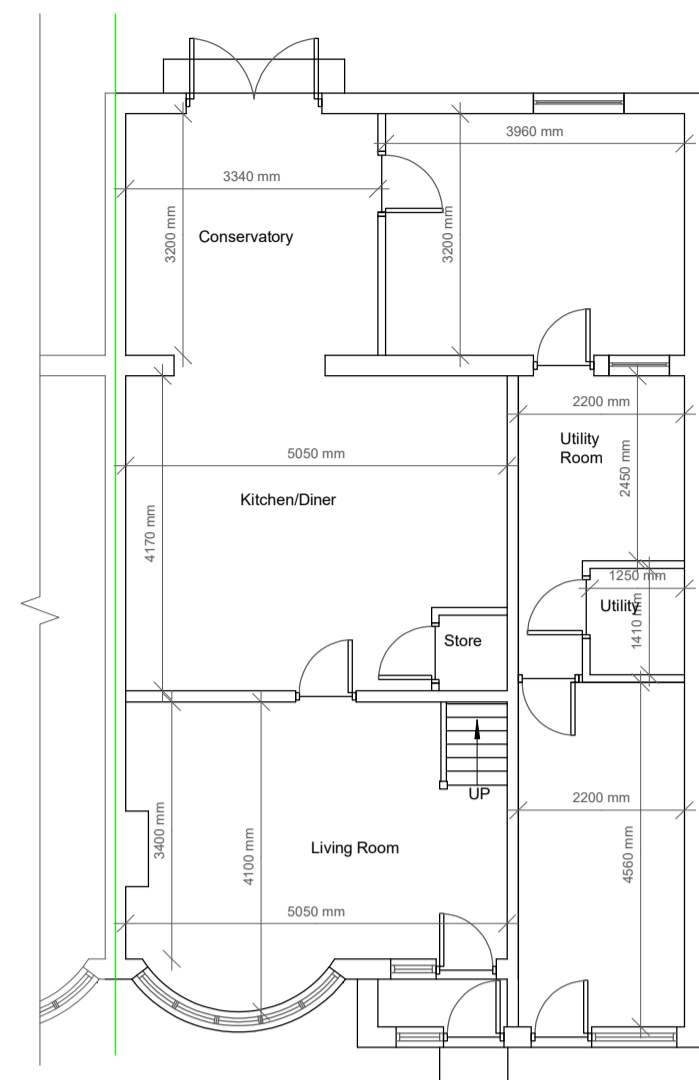 3960 mm
3340 mm
3200 mm
Conservatory
3200 mm
2200 mm
Utility
Room
5050 mm
2450 mm
Kitchen/Diner
4170 mm
1250 mm
Utility
1410 mm
Store
UP
2200 mm
3400 mm
4100 mm
Living Room
4560 mm
5050 mm